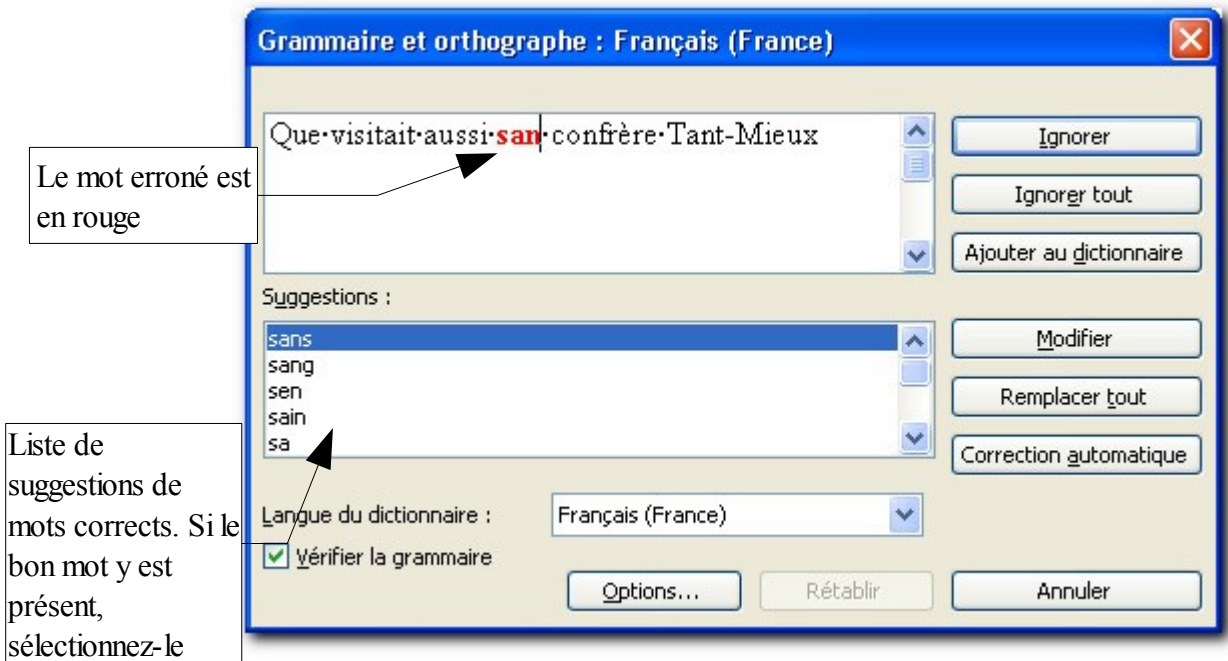 Grammaire et orthographe : Français (France)
Que·visitait·aussi·san·confrère·Tant-Mieux
Ignorer
Le mot erroné est
en rouge
Ignorer tout
Ajouter au dictionnaire
Suggestions :
sans
sang
sen
sain
sa
Modifier
Remplacer tout
Correction automatique
Liste de
suggestions de
mots corrects. Si le
bon mot y est
présent,
sélectionnez-le
Langue du dictionnaire :
Français (France)
Vérifier la grammaire
Options...
Rétablir
Annuler